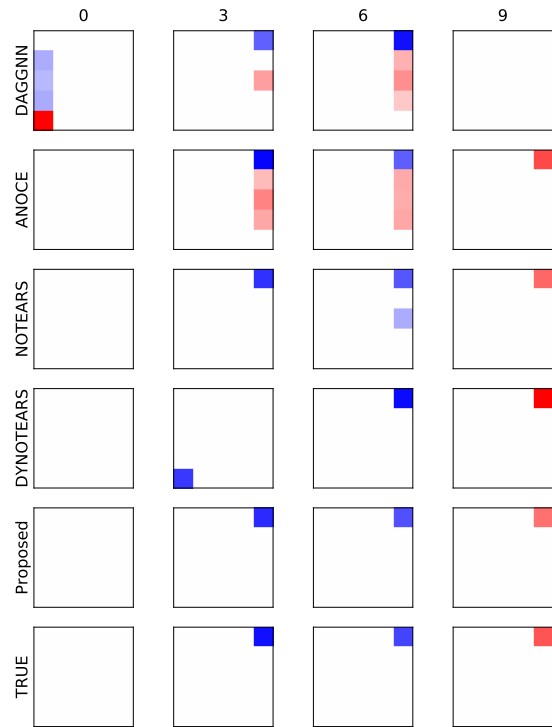 0 3 6 9
DAGGNN
ANOCE
NOTEARS
DYNOTEARS
Proposed
TRUE